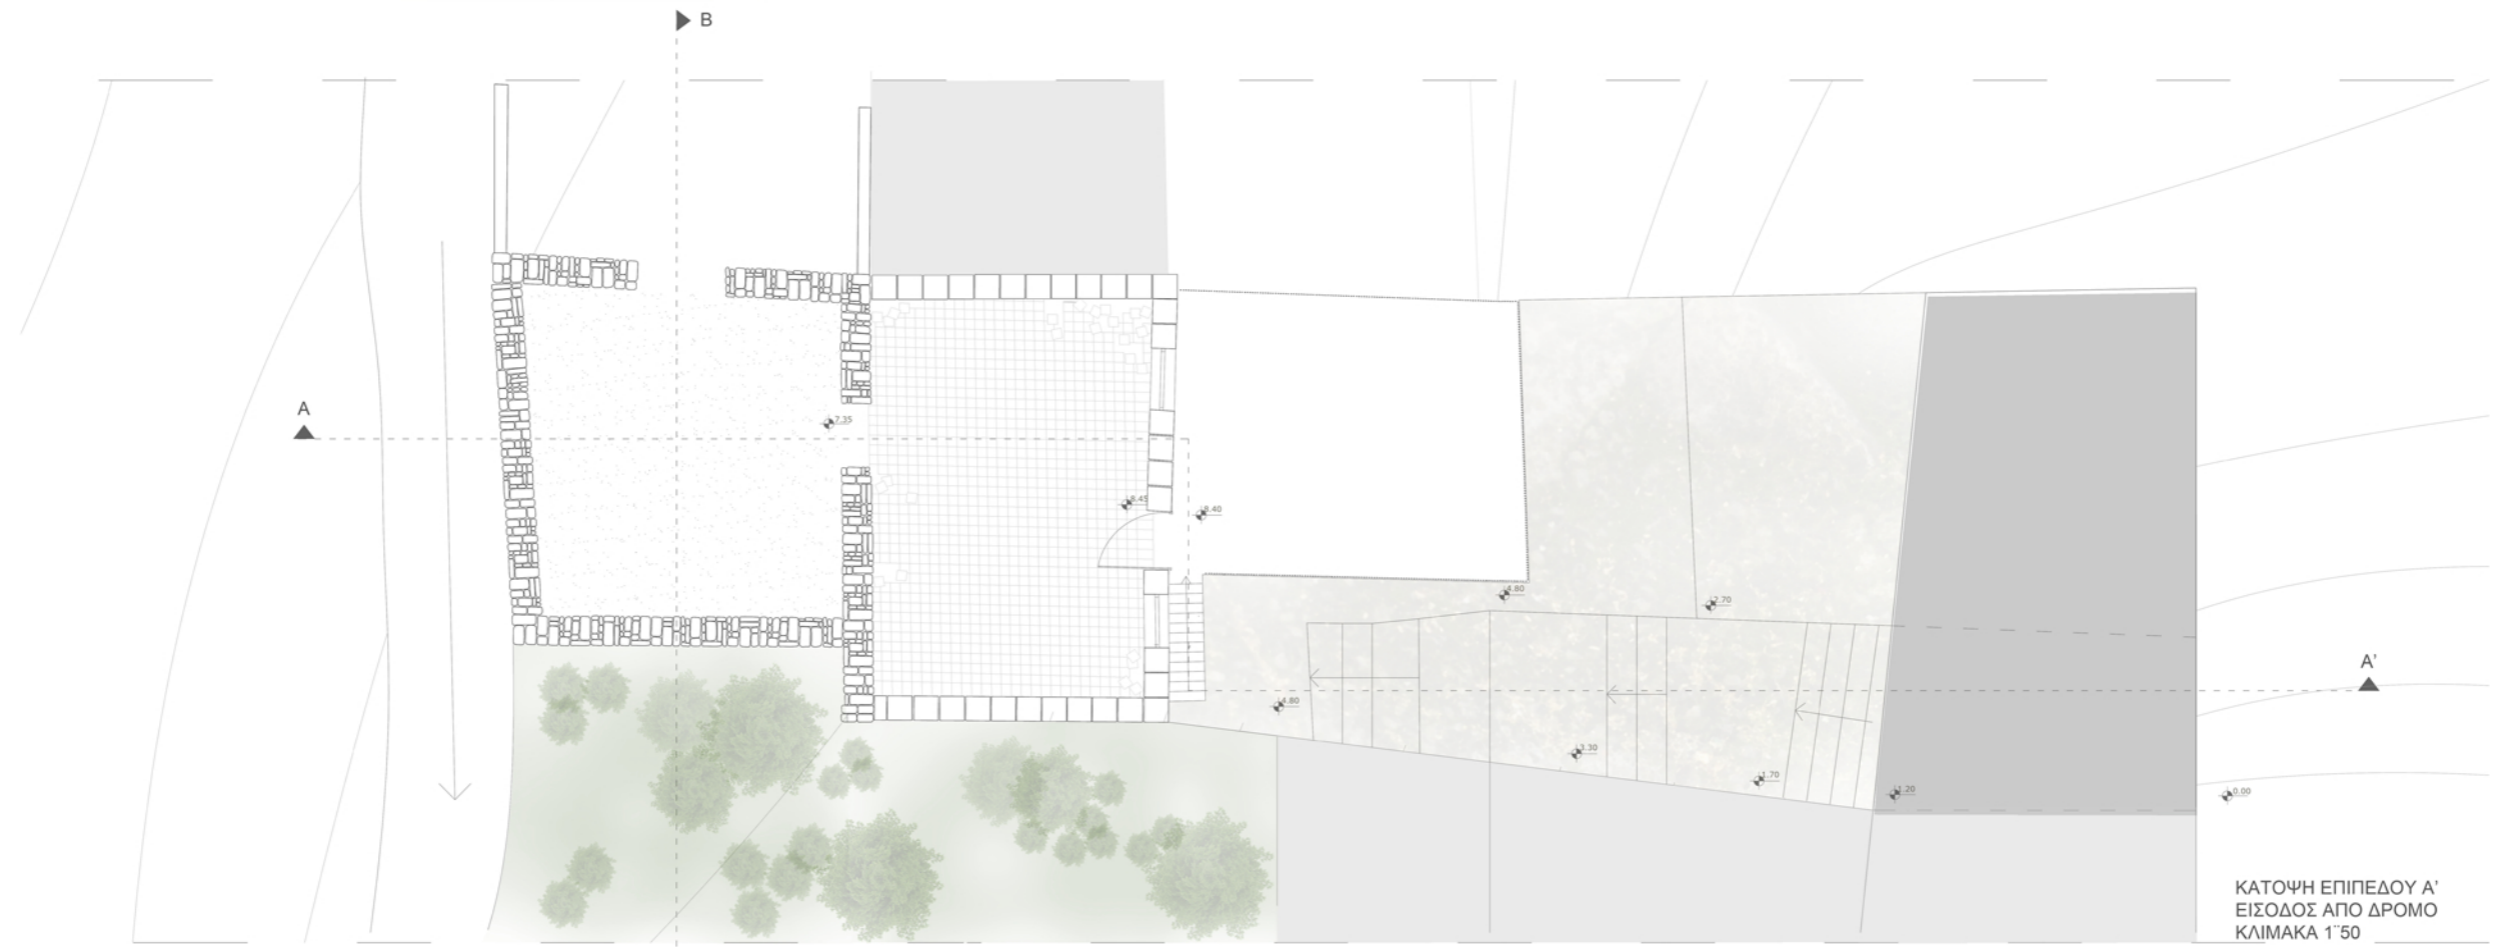 B
A
7.35
8.45
8.40
4.80
2.70
A'
4.80
3.30
1.70
1.20
0.00
ΚΑΤΟΨΗ ΕΠΙΠΕΔΟΥ Α'
ΕΙΣΟΔΟΣ ΑΠΟ ΔΡΟΜΟ
ΚΛΙΜΑΚΑ 1¨50